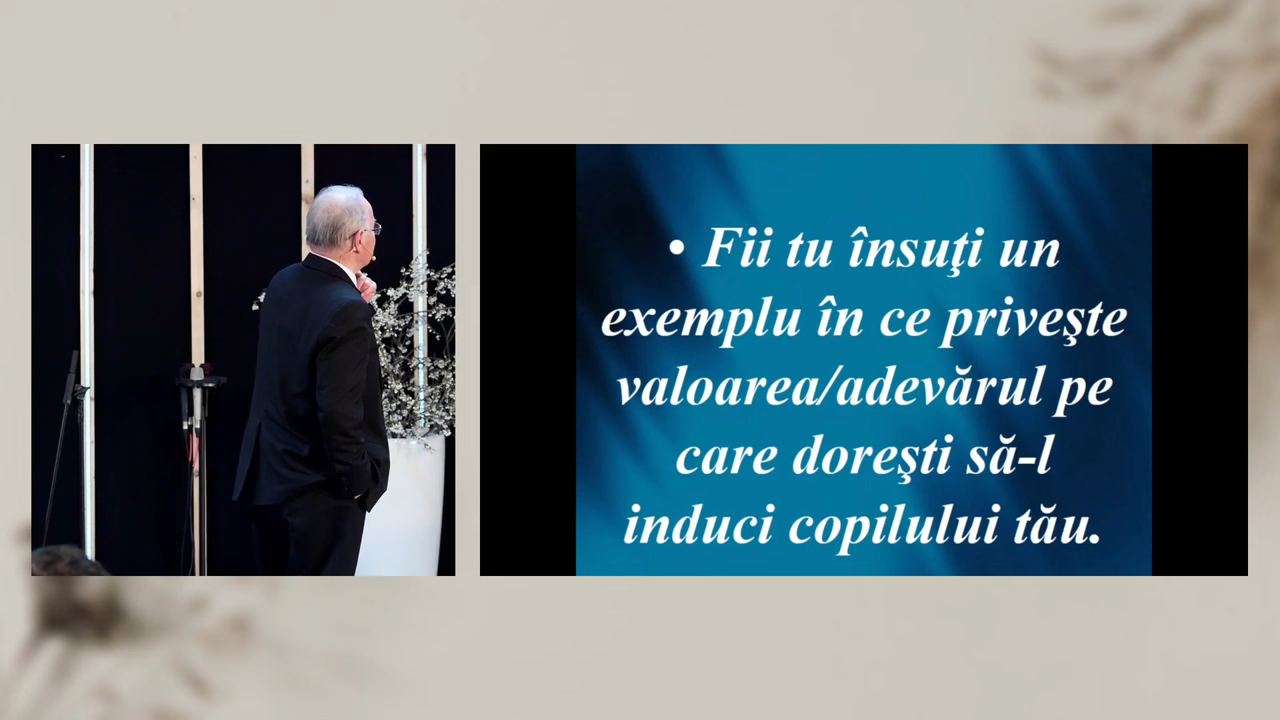 • Fii tu însuţi un
exemplu în ce priveşte
valoarea/adevărul pe
care doreşti să-l
induci copilului tău.